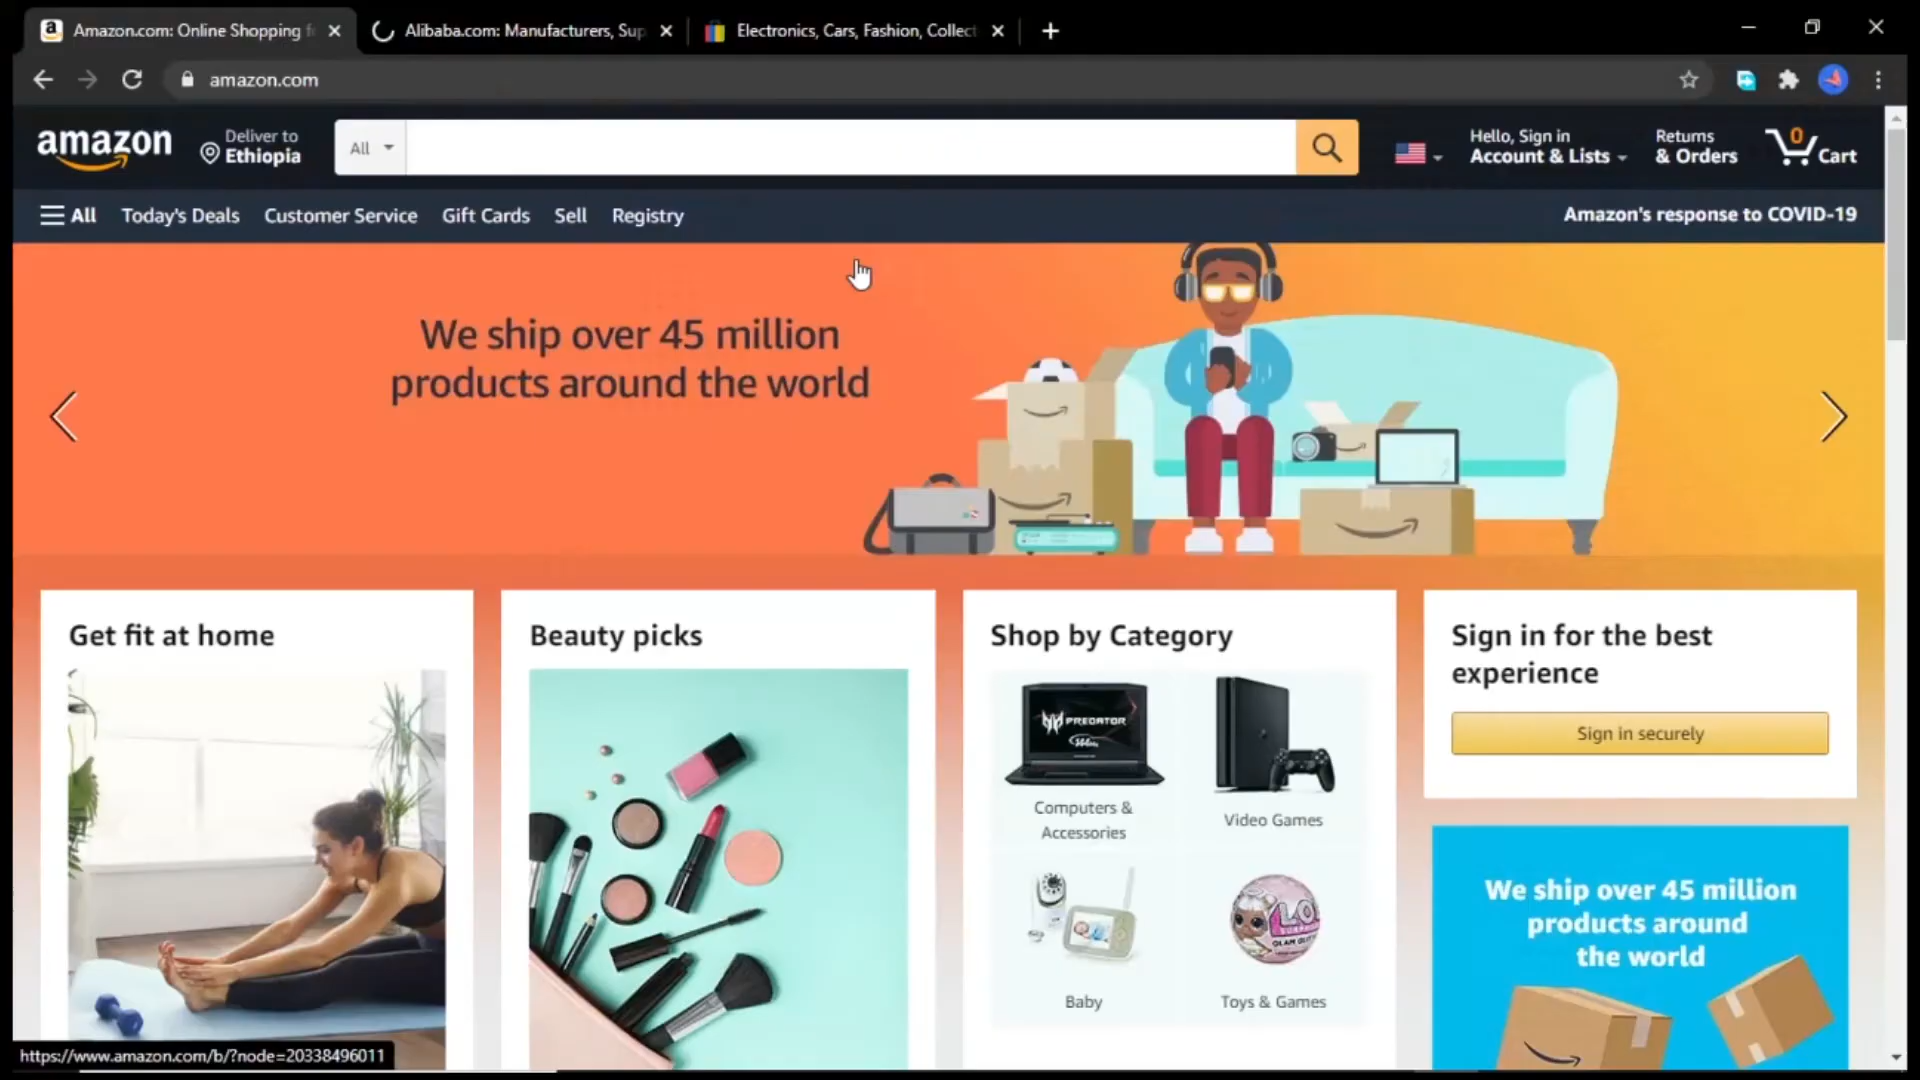 Amazon.com: Online Shopping f
Alibaba.com: Manufacturers, Sup
Electronics, Cars, Fashion, Collect
amazon.com
amazon
Deliver to
Ethiopia
All
Hello, Sign in
Account & Lists
Returns
& Orders
0
Cart
All
Today's Deals
Customer Service
Gift Cards
Sell
Registry
Amazon's response to COVID-19
We ship over 45 million
products around the world
Get fit at home
Beauty picks
Shop by Category
PREDATOR
Computers &
Accessories
Video Games
Baby
Toys & Games
Sign in for the best
experience
Sign in securely
We ship over 45 million
products around
the world
https://www.amazon.com/b/?node=20338496011